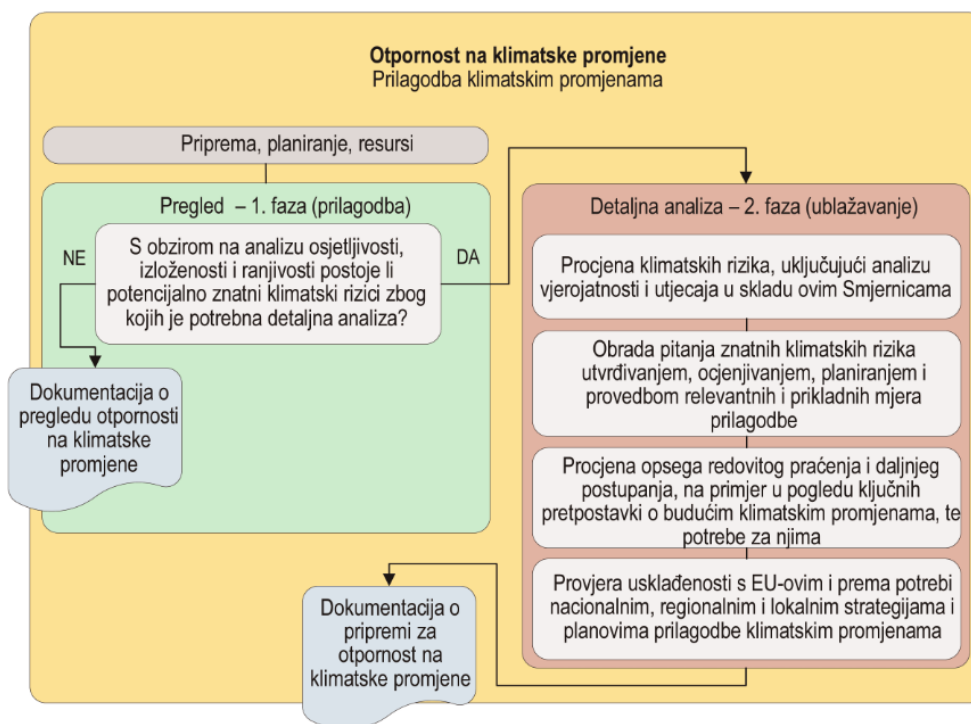 Otpornost na klimatske promjene
Prilagodba klimatskim promjenama
Priprema, planiranje, resursi
Pregled – 1. faza (prilagodba)
NE
S obzirom na analizu osjetljivosti,
izloženosti i ranjivosti postoje li
potencijalno znatni klimatski rizici zbog
kojih je potrebna detaljna analiza?
DA
Dokumentacija o
pregledu otpornosti
na klimatske
promjene
Detaljna analiza – 2. faza (ublažavanje)
Procjena klimatskih rizika, uključujući analizu
vjerojatnosti i utjecaja u skladu ovim Smjernicama
Obrada pitanja znatnih klimatskih rizika
utvrđivanjem, ocjenjivanjem, planiranjem i
provedbom relevantnih i prikladnih mjera
prilagodbe
Procjena opsega redovitog praćenja i daljnjeg
postupanja, na primjer u pogledu ključnih
pretpostavki o budućim klimatskim promjenama, te
potrebe za njima
Provjera usklađenosti s EU-ovim i prema potrebi
nacionalnim, regionalnim i lokalnim strategijama i
planovima prilagodbe klimatskim promjenama
Dokumentacija o
pripremi za
otpornost na
klimatske promjene